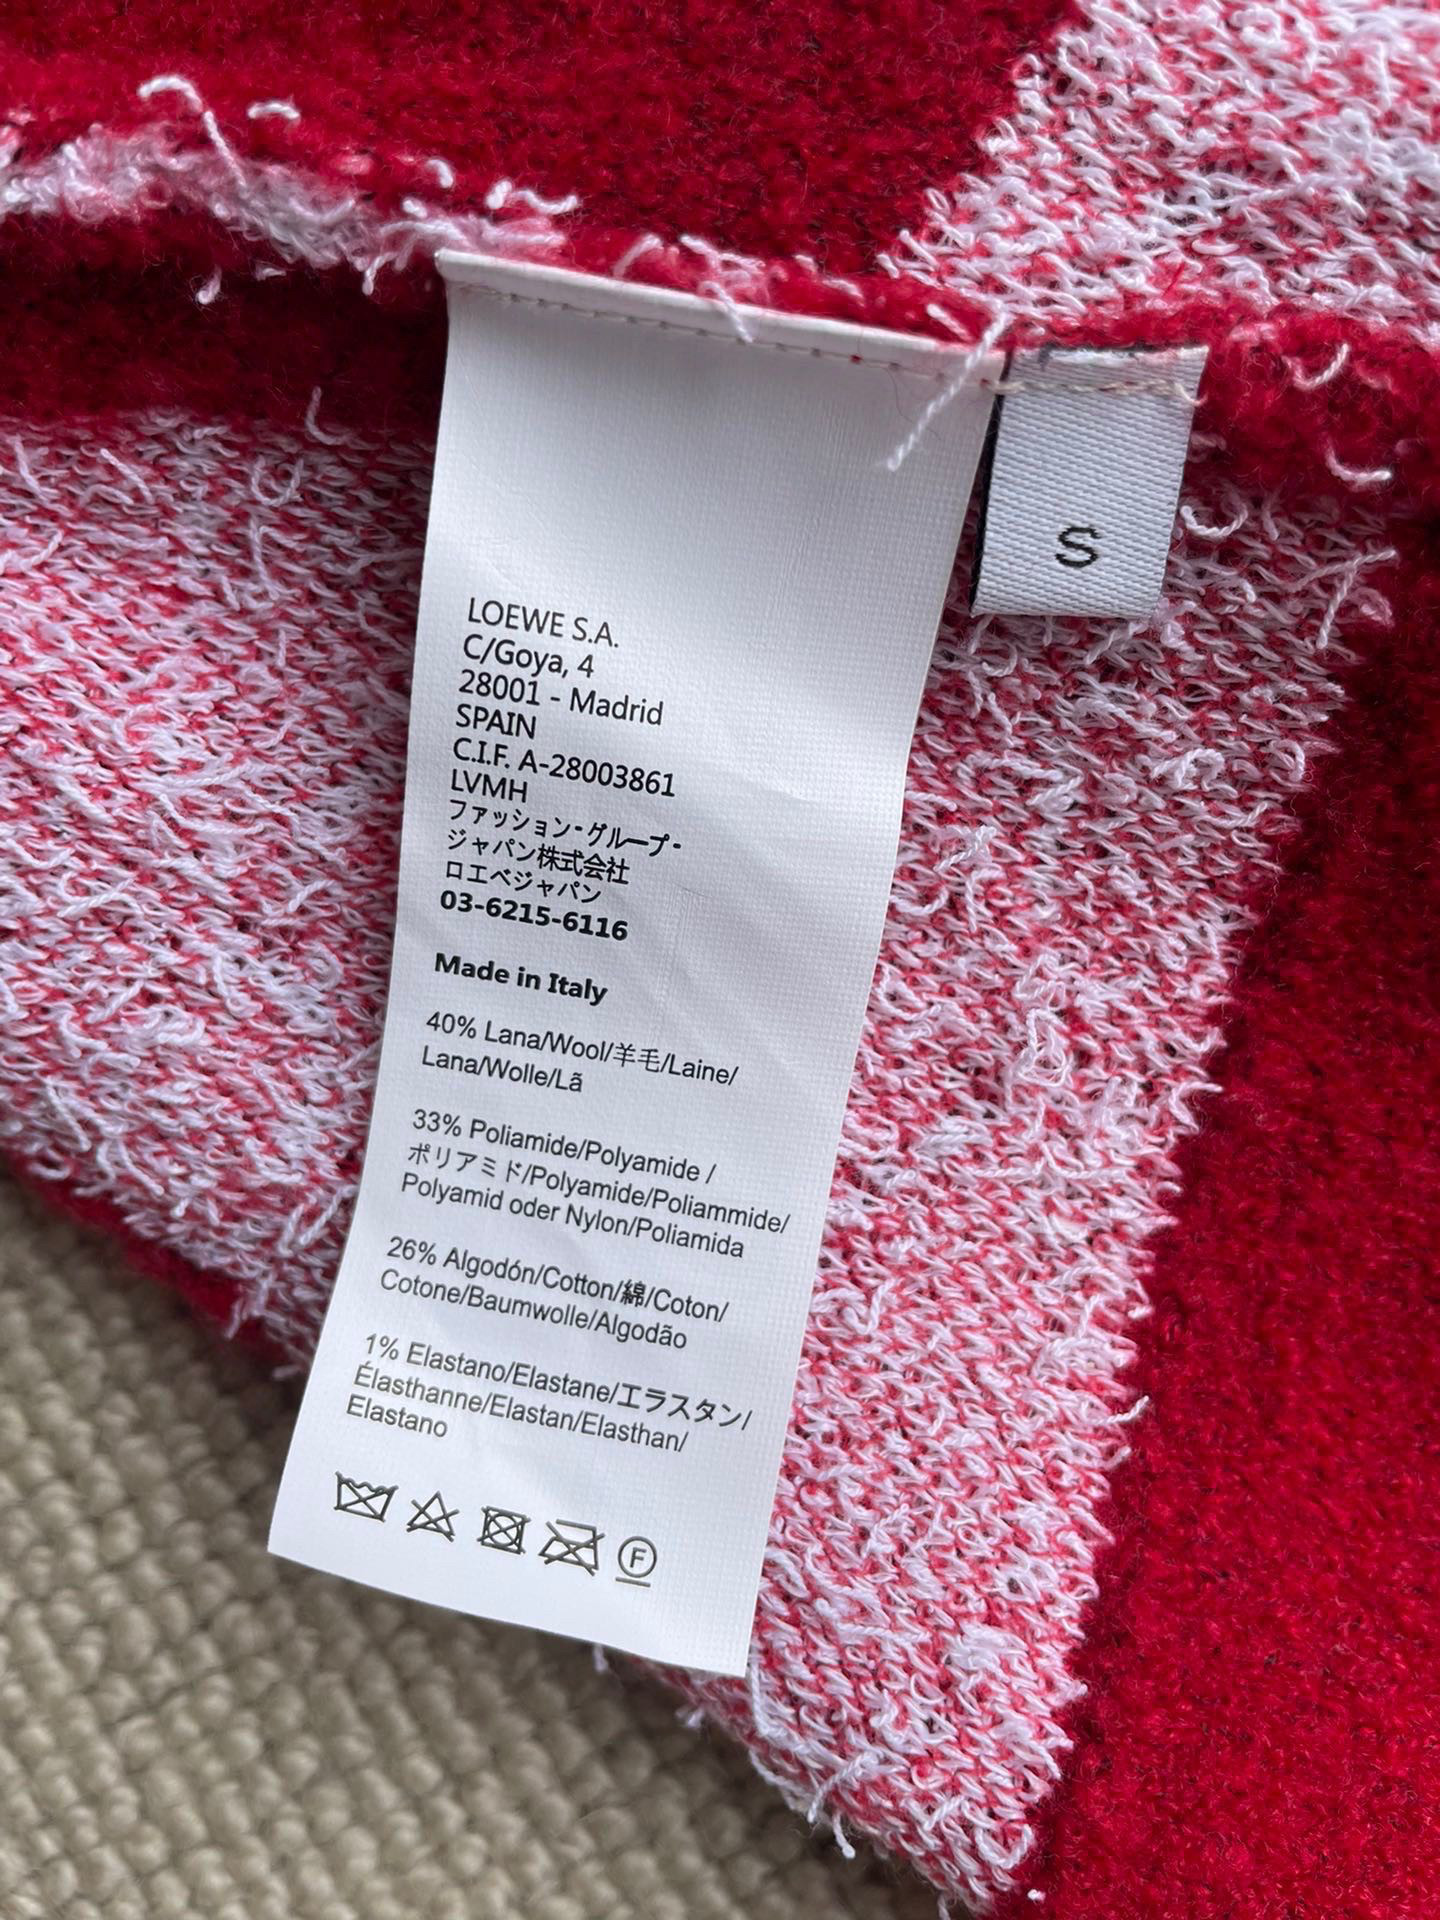 S
LOEWE S.A.
C/Goya, 4
28001 - Madrid
SPAIN
C.I.F. A-28003861
LVMH
ファッション・グループ・
ジャパン株式会社
ロエベジャパン
03-6215-6116
Made in Italy
40% Lana/Wool/羊毛/Laine/
Lana/Wolle/Lã
33% Poliamide/Polyamide /
ポリアミド/Polyamide/Poliammide/
Polyamid oder Nylon/Poliamida
26% Algodón/Cotton/綿/Coton/
Cotone/Baumwolle/Algodão
1% Elastano/Elastane/エラスタン/
Élasthanne/Elastan/Elasthan/
Elastano
F